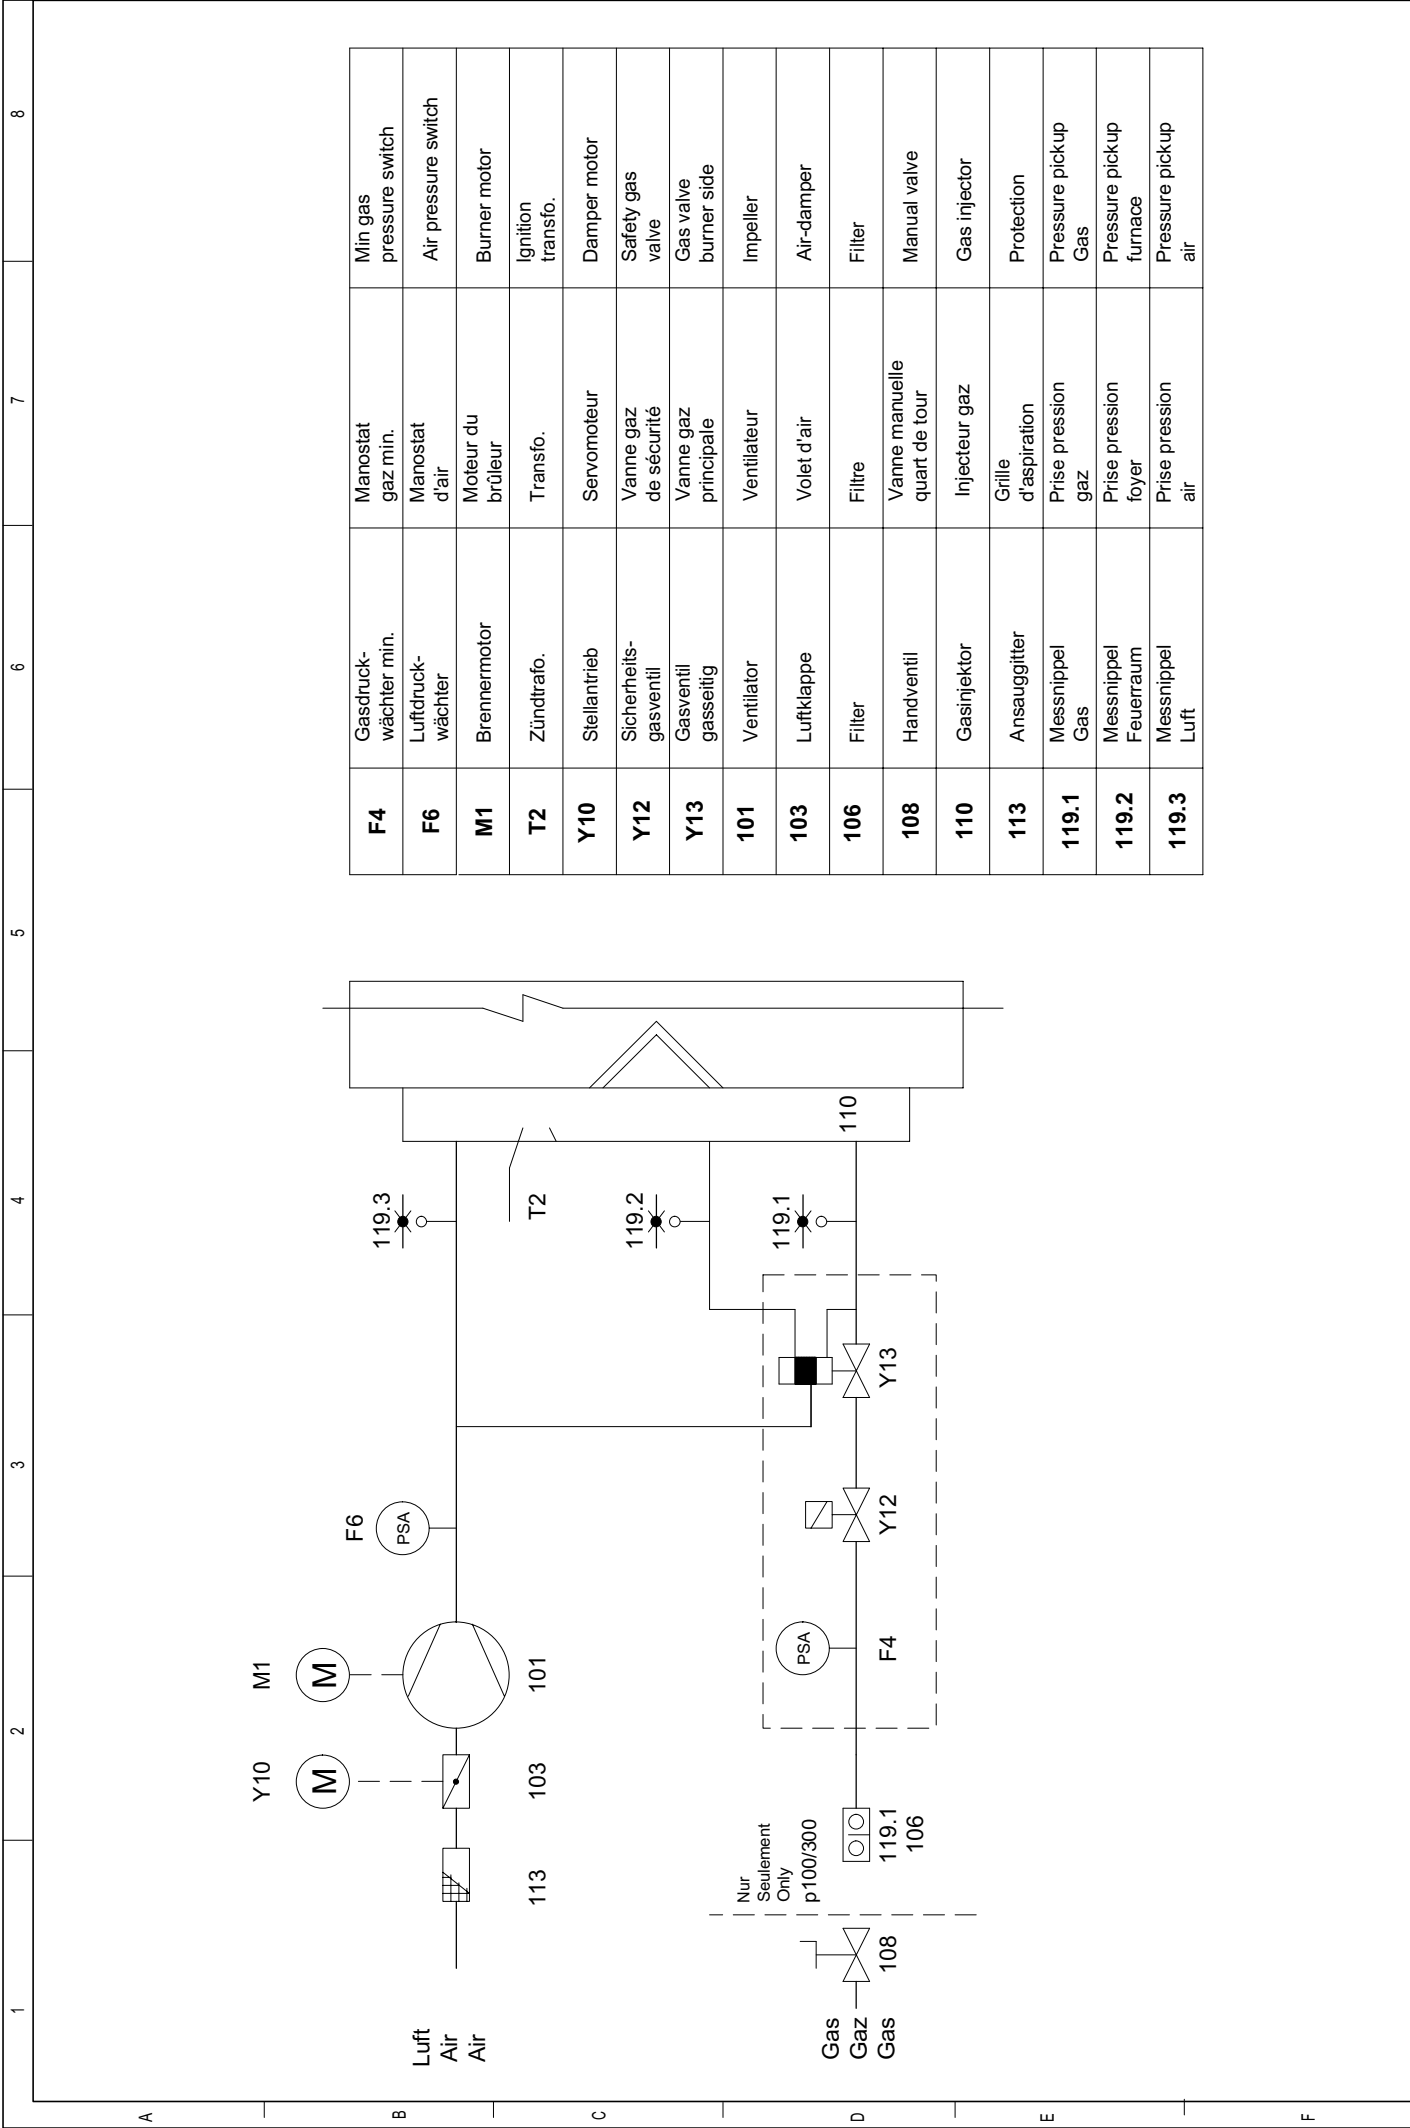 1
2
3
4
5
6
7
8
A
B
C
D
E
F
Luft
Air
Air
113
Y10
M
103
M1
M
101
F6
PSA
119.3
T2
119.2
119.1
110
Gas
Gaz
Gas
108
Nur
Seulement
Only
p100/300
119.1
106
PSA
F4
Y12
Y13
F4
Gasdruck-
wächter min.
Manostat
gaz min.
Min gas
pressure switch
F6
Luftdruck-
wächter
Manostat
d'air
Air pressure switch
M1
Brennermotor
Moteur du
brûleur
Burner motor
T2
Zündtrafo.
Transfo.
Ignition
transfo.
Y10
Stellantrieb
Servomoteur
Damper motor
Y12
Sicherheits-
gasventil
Vanne gaz
de sécurité
Safety gas
valve
Y13
Gasventil
gasseitig
Vanne gaz
principale
Gas valve
burner side
101
Ventilator
Ventilateur
Impeller
103
Luftklappe
Volet d'air
Air-damper
106
Filter
Filtre
Filter
108
Handventil
Vanne manuelle
quart de tour
Manual valve
110
Gasinjektor
Injecteur gaz
Gas injector
113
Ansauggitter
Grille
d'aspiration
Protection
119.1
Messnippel
Gas
Prise pression
gaz
Pressure pickup
Gas
119.2
Messnippel
Feuerraum
Prise pression
foyer
Pressure pickup
furnace
119.3
Messnippel
Luft
Prise pression
air
Pressure pickup
air